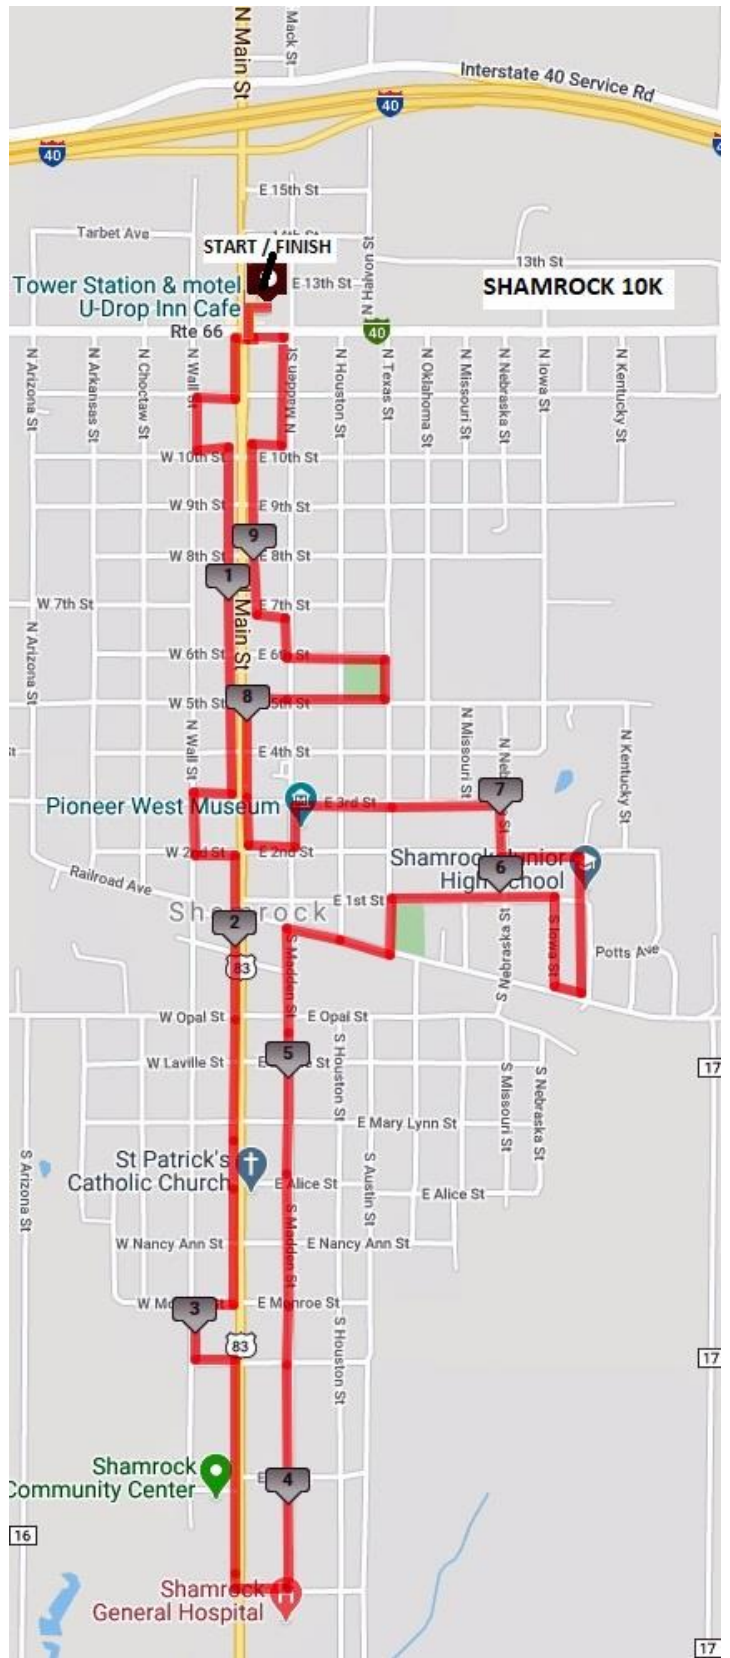 N Main St
Mack St
Interstate 40 Service Rd
40
40
E 15th St
Tarbet Ave
14th St
START / FINISH
N Madden St
13th St
Tower Station & motel
U-Drop Inn Cafe
E 13th St
SHAMROCK 10K
Rte 66
40
N Arizona St
N Arkansas St
N Choctaw St
N Wall St
N Madden St
N Houston St
N Texas St
N Oklahoma St
N Missouri St
N Nebraska St
N Iowa St
N Kentucky St
W 10th St
E 10th St
W 9th St
E 9th St
9
W 8th St
E 8th St
1
W 7th St
E 7th St
Main St
N Arizona St
W 6th St
E 6th St
8
W 5th St
5th St
N Wall St
E 4th St
N Missouri St
N Kentucky St
Pioneer West Museum
E 3rd St
7
W 2nd St
E 2nd St
Shamrock Junior
High School
6
Railroad Ave
E 1st St
Shamrock
2
83
S Madden St
S Nebraska St
S Iowa St
Potts Ave
W Opal St
E Opal St
5
W Laville St
S Houston St
S Missouri St
S Nebraska St
17
E Mary Lynn St
St Patrick's
Catholic Church
S Arizona St
E Alice St
S Austin St
E Alice St
S Madden St
W Nancy Ann St
E Nancy Ann St
3
E Monroe St
83
S Houston St
17
Shamrock
Community Center
4
16
Shamrock
General Hospital
17